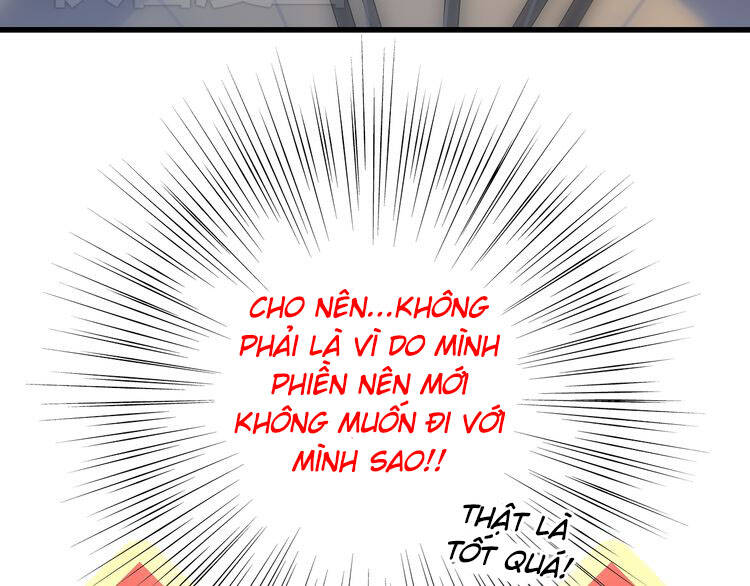 CHO NÊN...KHÔNG
PHẢI LÀ VÌ DO MÌNH
PHIỀN NÊN MỚI
KHÔNG MUỐN ĐI VỚI
MÌNH SAO!!
THẬT LÀ
TỐT QUÁ!